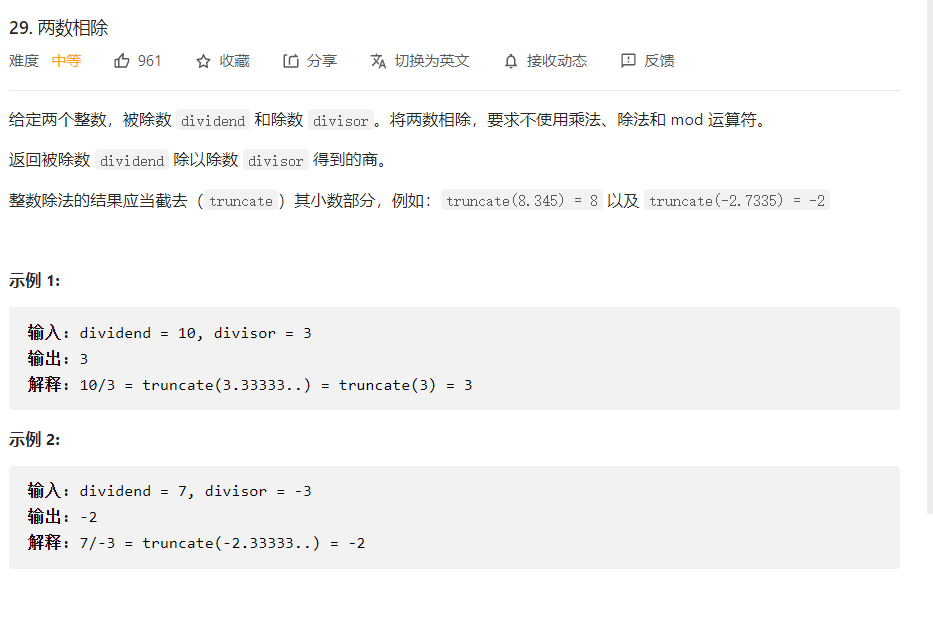 29. 两数相除
难度 中等 961 收藏 分享 切换为英文 接收动态 反馈
给定两个整数，被除数 dividend 和除数 divisor。将两数相除，要求不使用乘法、除法和 mod 运算符。
返回被除数 dividend 除以除数 divisor 得到的商。
整数除法的结果应当截去（truncate）其小数部分，例如：truncate(8.345) = 8 以及 truncate(-2.7335) = -2
示例 1:
输入: dividend = 10, divisor = 3
输出: 3
解释: 10/3 = truncate(3.33333..) = truncate(3) = 3
示例 2:
输入: dividend = 7, divisor = -3
输出: -2
解释: 7/-3 = truncate(-2.33333..) = -2